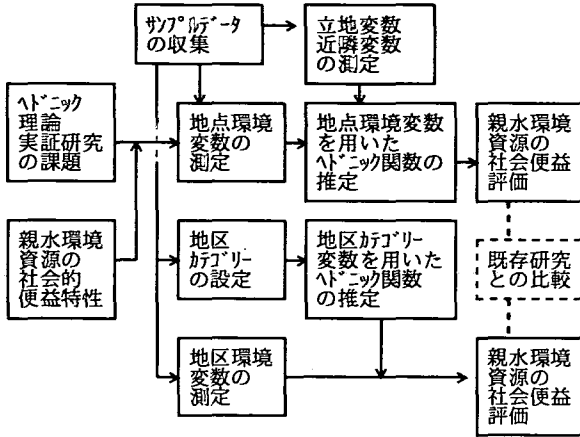 ｻﾝﾌﾟﾙﾃﾞｰﾀ
の収集
立地変数
近隣変数
の測定
ﾍﾄﾞﾆｯｸ
理論
実証研究
の課題
地点環境
変数の
測定
地点環境変数
を用いた
ﾍﾄﾞﾆｯｸ関数の
推定
親水環境
資源の
社会便益
評価
親水環境
資源の
社会的
便益特性
地区
ｶﾃｺﾞﾘｰ
の設定
地区ｶﾃｺﾞﾘｰ
変数を用いた
ﾍﾄﾞﾆｯｸ関数
の推定
既存研究
との比較
地区環境
変数の
測定
親水環境
資源の
社会便益
評価